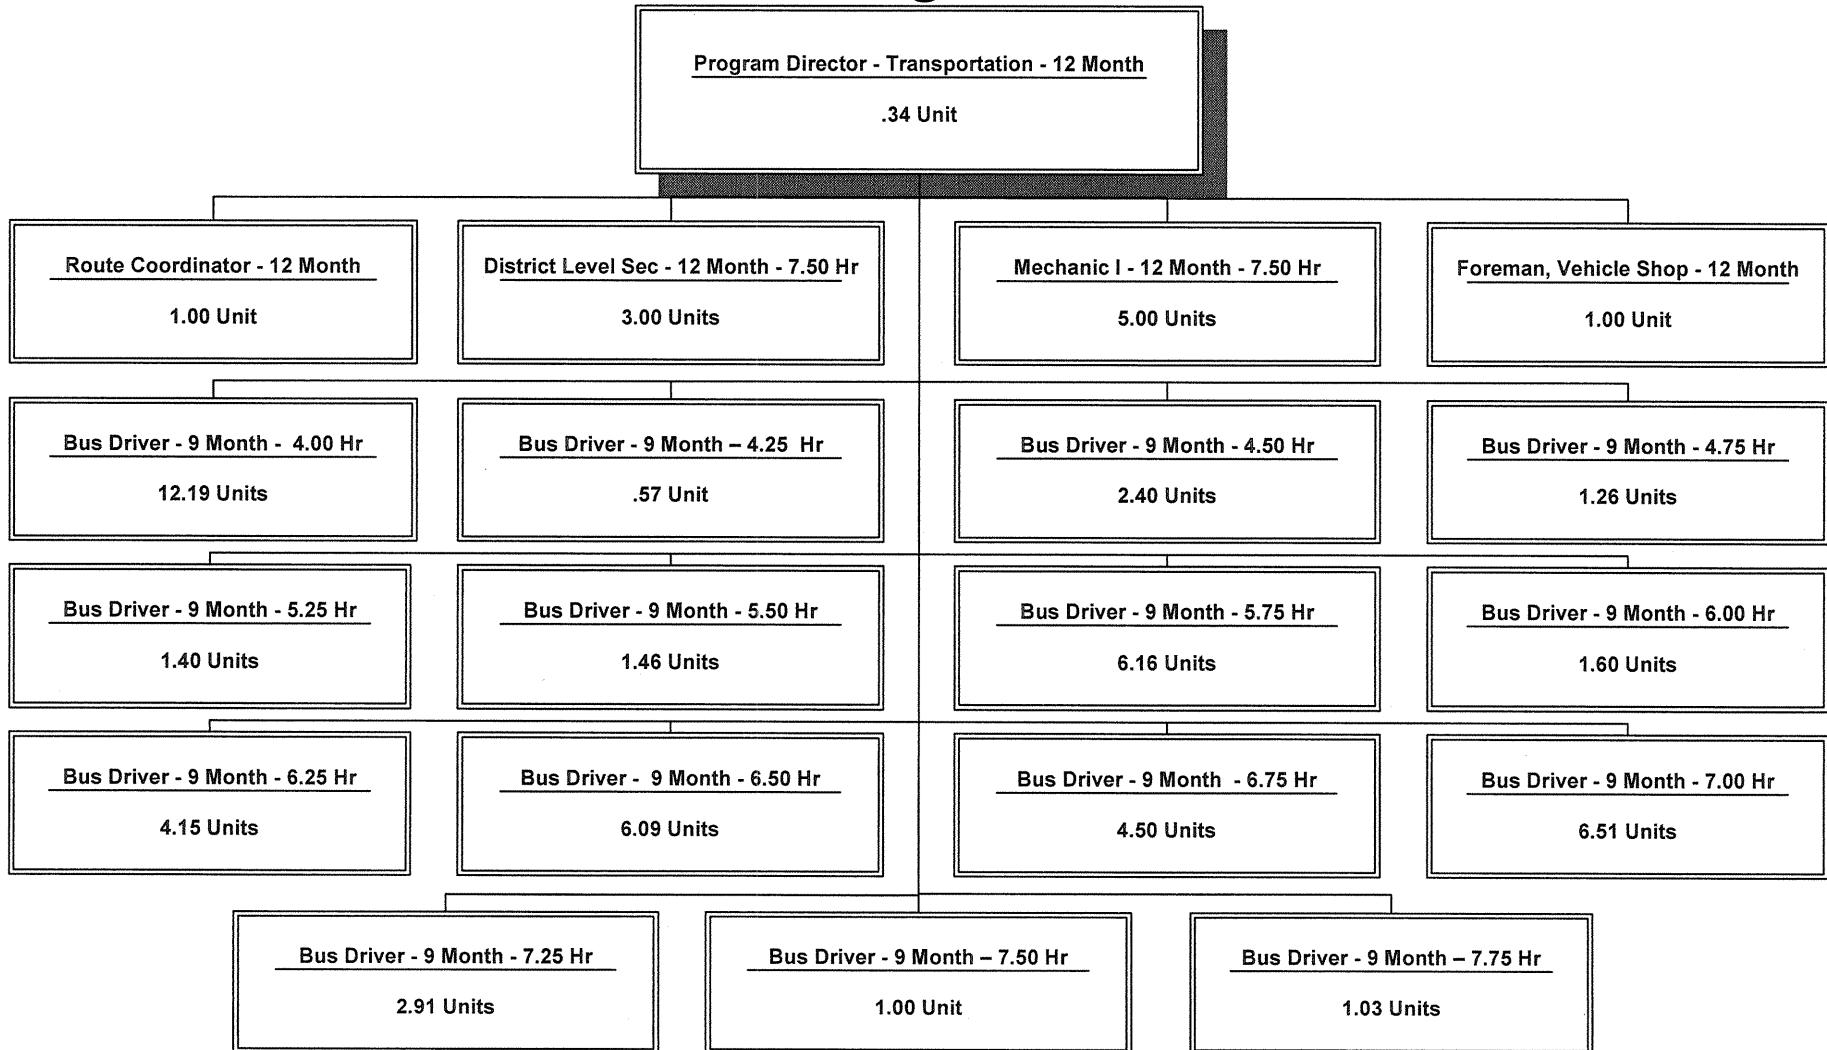 Program Director - Transportation - 12 Month
.34 Unit
Route Coordinator - 12 Month
1.00 Unit
District Level Sec - 12 Month - 7.50 Hr
3.00 Units
Mechanic I - 12 Month - 7.50 Hr
5.00 Units
Foreman, Vehicle Shop - 12 Month
1.00 Unit
Bus Driver - 9 Month - 4.00 Hr
12.19 Units
Bus Driver - 9 Month – 4.25 Hr
.57 Unit
Bus Driver - 9 Month - 4.50 Hr
2.40 Units
Bus Driver - 9 Month - 4.75 Hr
1.26 Units
Bus Driver - 9 Month - 5.25 Hr
1.40 Units
Bus Driver - 9 Month - 5.50 Hr
1.46 Units
Bus Driver - 9 Month - 5.75 Hr
6.16 Units
Bus Driver - 9 Month - 6.00 Hr
1.60 Units
Bus Driver - 9 Month - 6.25 Hr
4.15 Units
Bus Driver - 9 Month - 6.50 Hr
6.09 Units
Bus Driver - 9 Month - 6.75 Hr
4.50 Units
Bus Driver - 9 Month - 7.00 Hr
6.51 Units
Bus Driver - 9 Month - 7.25 Hr
2.91 Units
Bus Driver - 9 Month – 7.50 Hr
1.00 Unit
Bus Driver - 9 Month – 7.75 Hr
1.03 Units